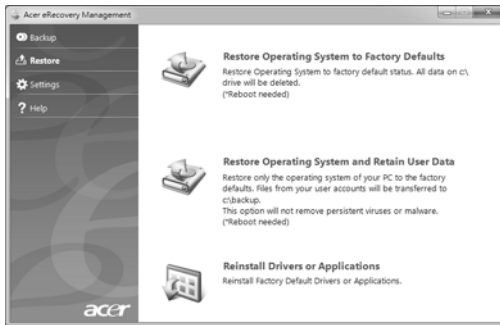 Acer eRecovery Management
Backup
Restore
Settings
Help
Restore Operating System to Factory Defaults
Restore Operating System to factory default status. All data on c:\
drive will be deleted.
(*Reboot needed)
Restore Operating System and Retain User Data
Restore only the operating system of your PC to the factory
defaults. Files from your user accounts will be transferred to
c:\backup.
This option will not remove persistent viruses or malware.
(*Reboot needed)
Reinstall Drivers or Applications
Reinstall Factory Default Drivers or Applications.
acer